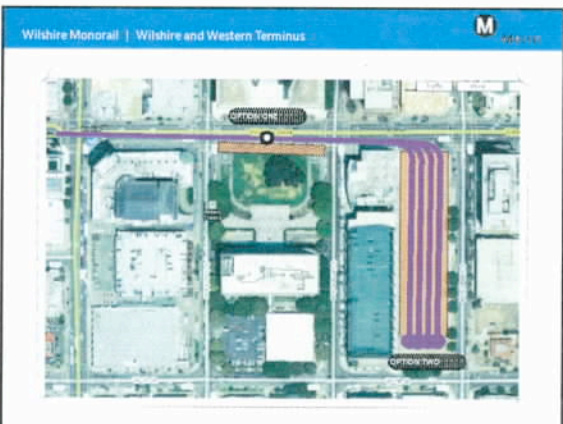 Wilshire Monorail | Wilshire and Western Terminus
M
OPTION ONE
OPTION TWO